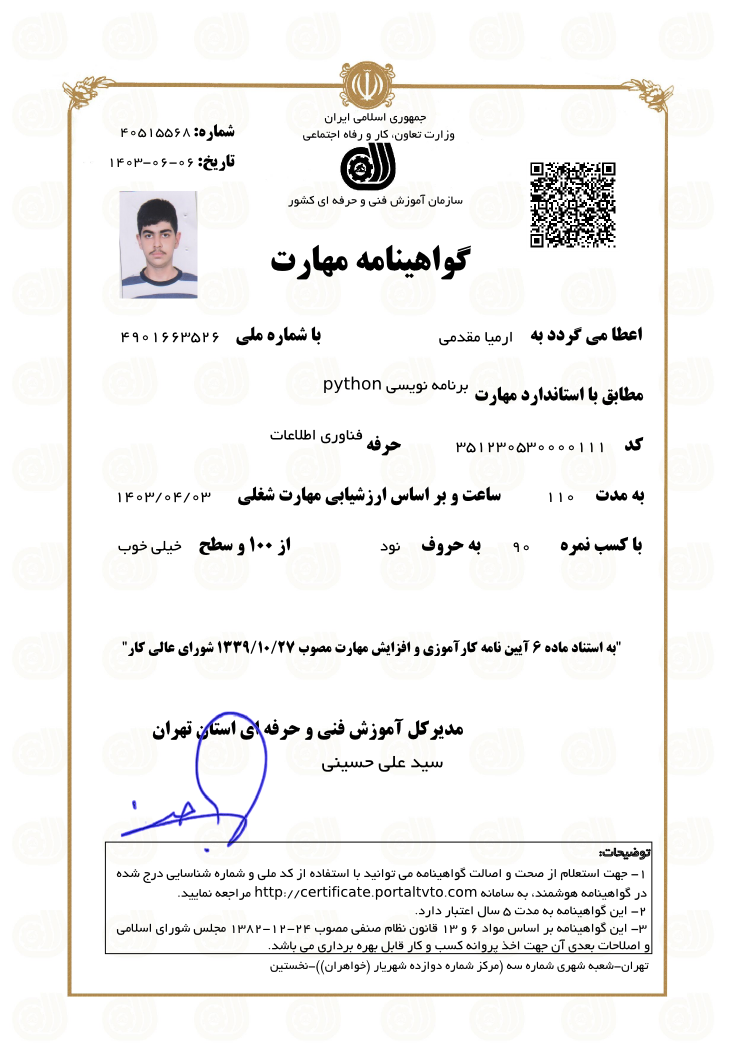 جمهوری اسلامی ایران
وزارت تعاون، کار و رفاه اجتماعی
شماره: ۴۰۵۱۵۵۶۸
تاریخ: ۱۴۰۳-۰۶-۰۶
سازمان آموزش فنی و حرفه ای کشور
گواهینامه مهارت
اعطا می گردد به ارمیا مقدمی با شماره ملی ۴۹۰۱۶۶۳۵۲۶
مطابق با استاندارد مهارت برنامه نویسی python
کد ۳۵۱۲۳۰۵۳۰۰۰۰۱۱۱ حرفه فناوری اطلاعات
به مدت ۱۱۰ ساعت و بر اساس ارزشیابی مهارت شغلی ۱۴۰۳/۰۴/۰۳
با کسب نمره ۹۰ به حروف نود از ۱۰۰ و سطح خیلی خوب
"به استناد ماده ۶ آیین نامه کارآموزی و افزایش مهارت مصوب ۱۳۳۹/۱۰/۲۷ شورای عالی کار"
مدیرکل آموزش فنی و حرفه ای استان تهران
سید علی حسینی
توضیحات:
۱- جهت استعلام از صحت و اصالت گواهینامه می توانید با استفاده از کد ملی و شماره شناسایی درج شده
در گواهینامه هوشمند، به سامانه http://certificate.portaltvto.com مراجعه نمایید.
۲- این گواهینامه به مدت ۵ سال اعتبار دارد.
۳- این گواهینامه بر اساس مواد ۶ و ۱۳ قانون نظام صنفی مصوب ۲۴-۱۲-۱۳۸۲ مجلس شورای اسلامی
و اصلاحات بعدی آن جهت اخذ پروانه کسب و کار قابل بهره برداری می باشد.
تهران-شعبه شهری شماره سه (مرکز شماره دوازده شهریار (خواهران))-نخستین